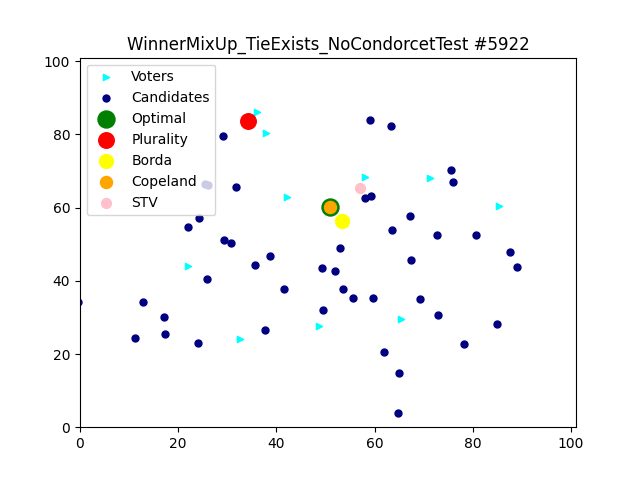 WinnerMixUp_TieExists_NoCondorcetTest #5922
100
80
60
40
20
0
Voters
Candidates
Optimal
Plurality
Borda
Copeland
STV
0 20 40 60 80 100